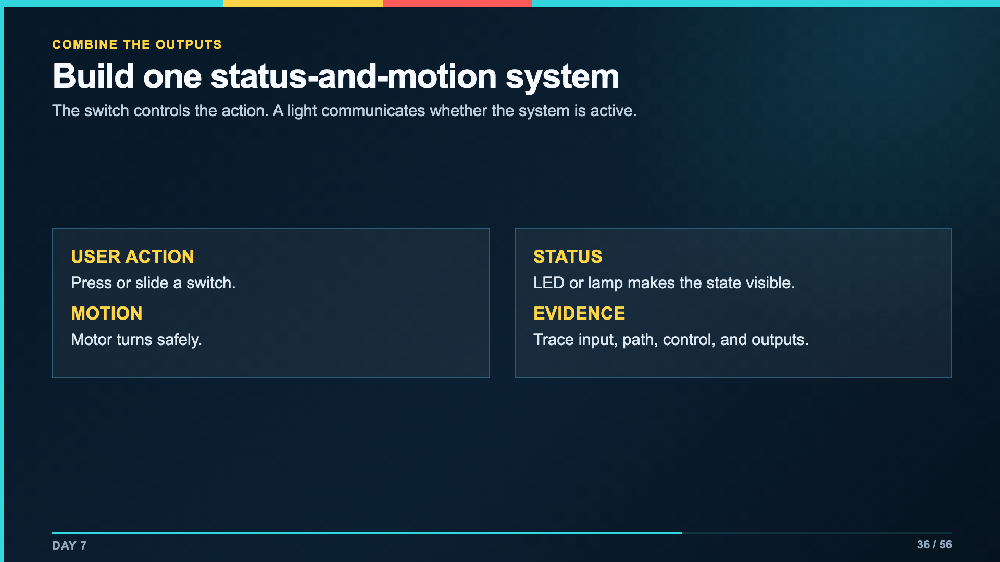 COMBINE THE OUTPUTS
Build one status-and-motion system
The switch controls the action. A light communicates whether the system is active.
USER ACTION
Press or slide a switch.
MOTION
Motor turns safely.
STATUS
LED or lamp makes the state visible.
EVIDENCE
Trace input, path, control, and outputs.
DAY 7
36 / 56